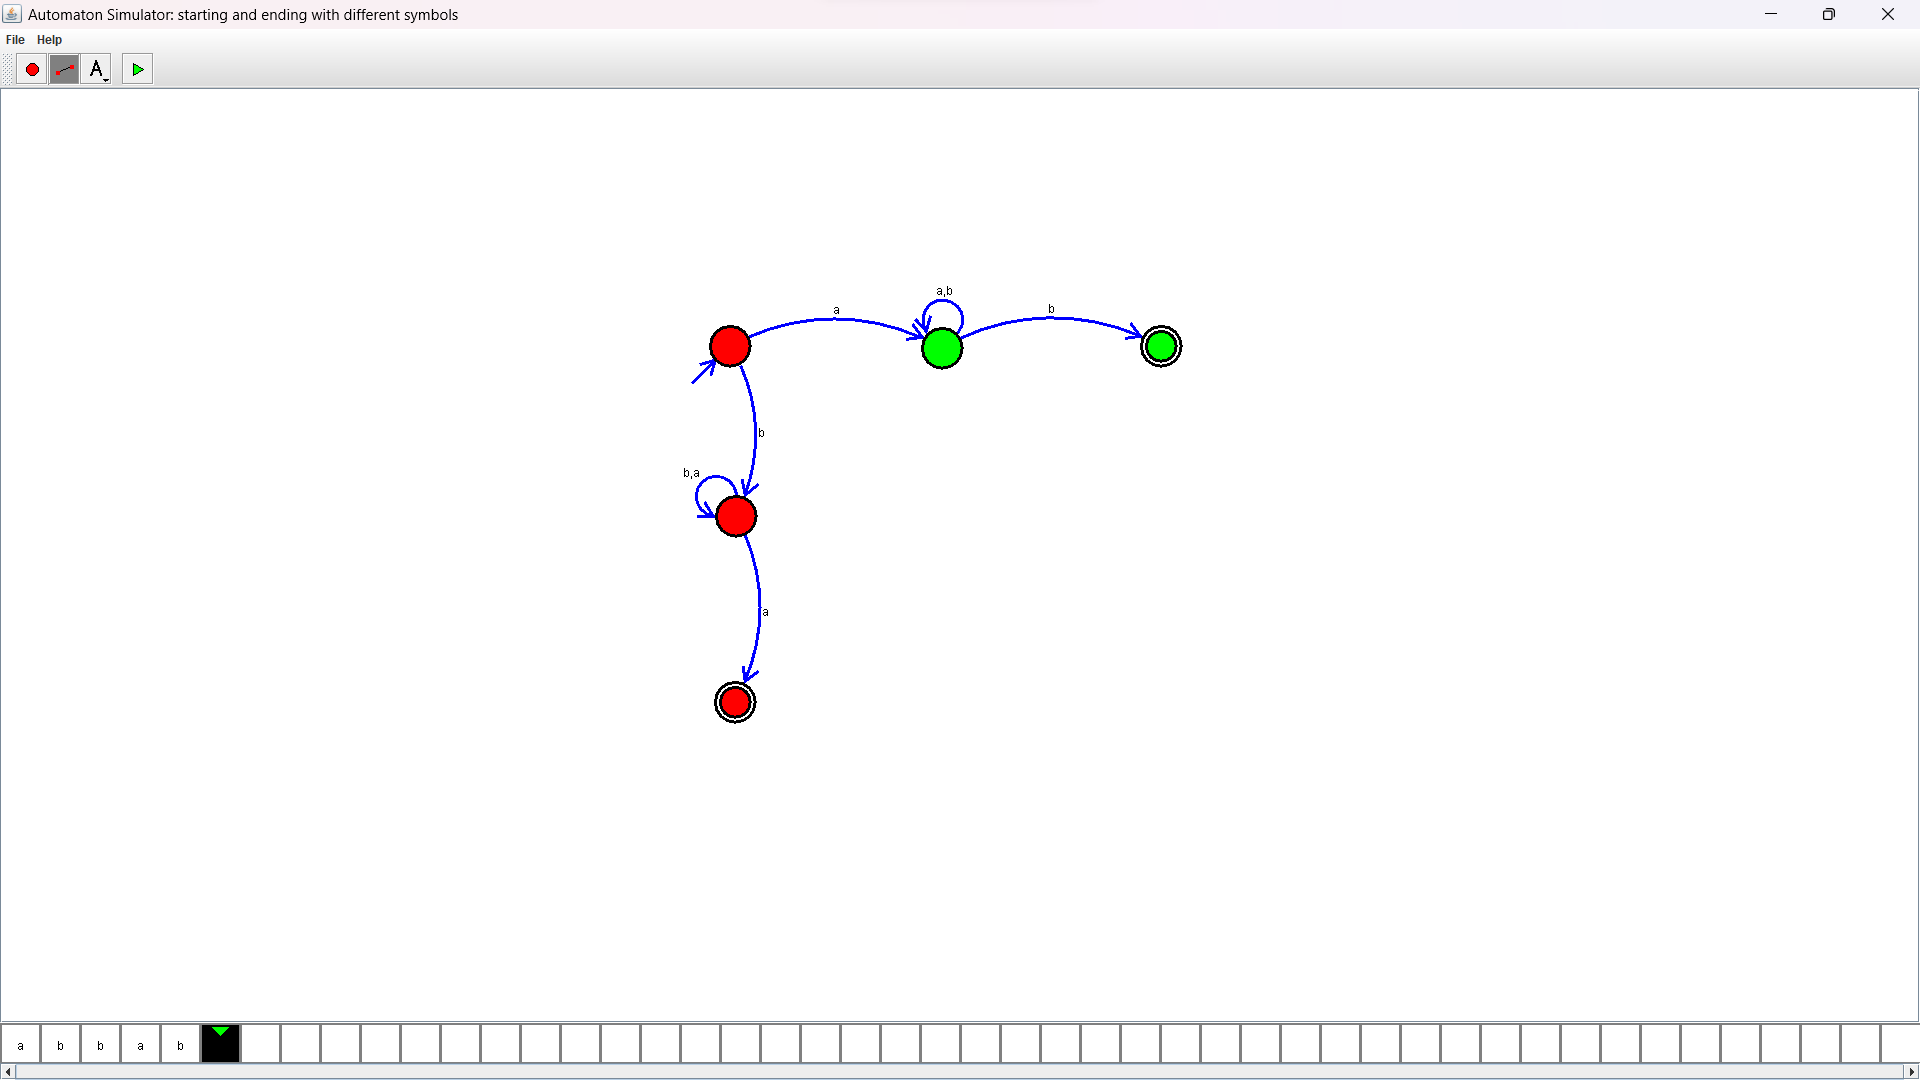 Automaton Simulator: starting and ending with different symbols
File Help
A
a,b
a
b
b
b,a
a
a b b a b